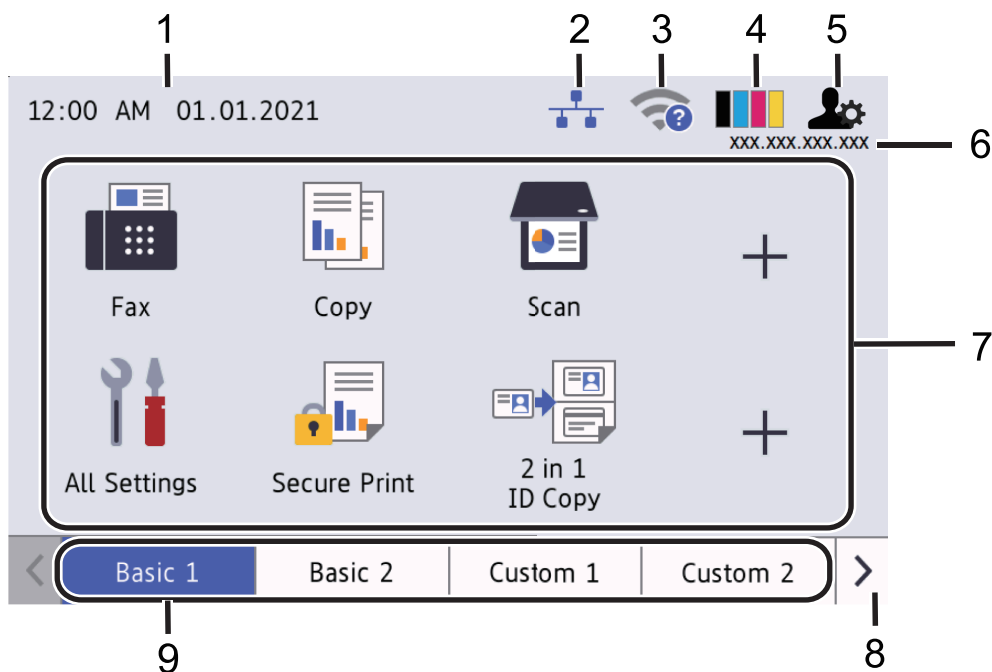 1 2 3 4 5
12:00 AM 01.01.2021
?
XXX.XXX.XXX.XXX 6
Fax Copy Scan
7
All Settings Secure Print 2 in 1
ID Copy
Basic 1 Basic 2 Custom 1 Custom 2
9 8